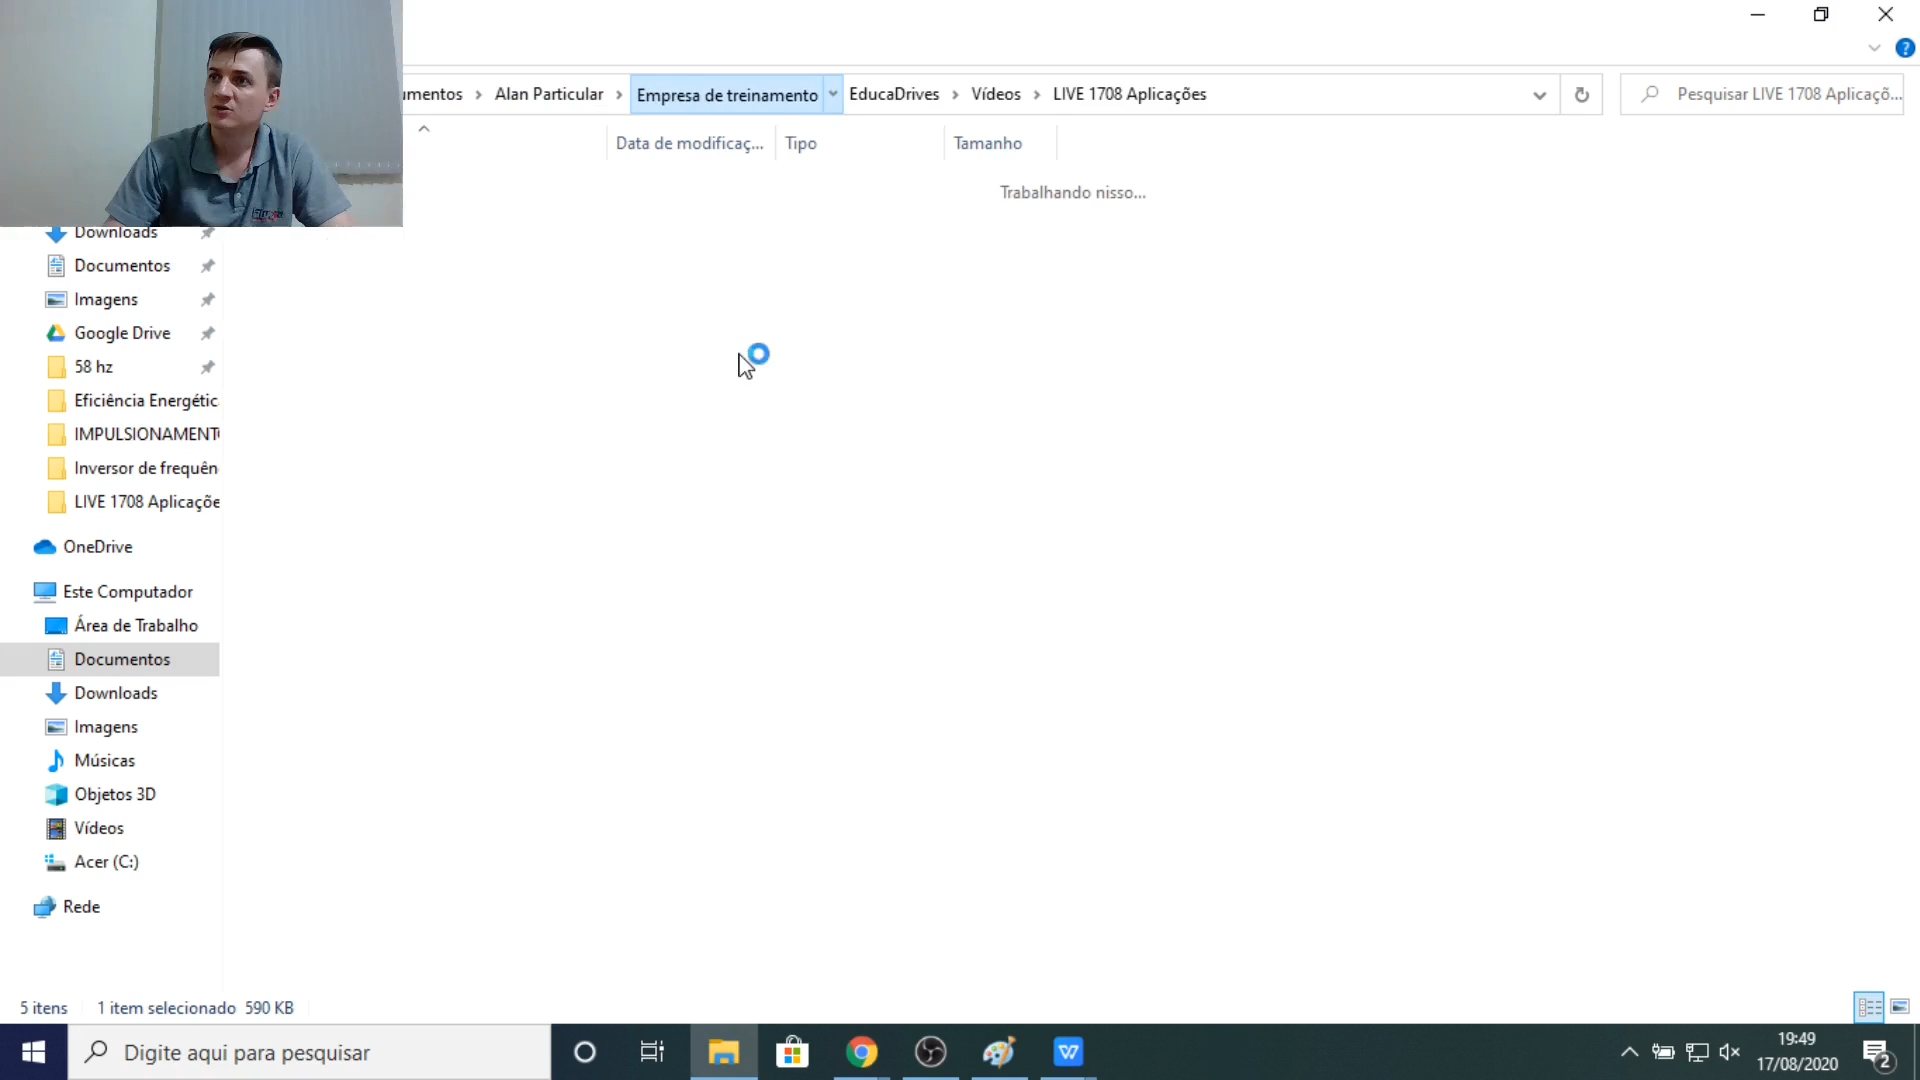 umentos
Alan Particular
Empresa de treinamento
EducaDrives
Vídeos
LIVE 1708 Aplicações
Pesquisar LIVE 1708 Aplicaçõ...
Data de modificaç...
Tipo
Tamanho
Trabalhando nisso...
Downloads
Documentos
Imagens
Google Drive
58 hz
Eficiência Energétic
IMPULSIONAMENT
Inversor de frequên
LIVE 1708 Aplicaçõe
OneDrive
Este Computador
Área de Trabalho
Documentos
Downloads
Imagens
Músicas
Objetos 3D
Vídeos
Acer (C:)
Rede
5 itens
1 item selecionado 590 KB
Digite aqui para pesquisar
19:49
17/08/2020
2